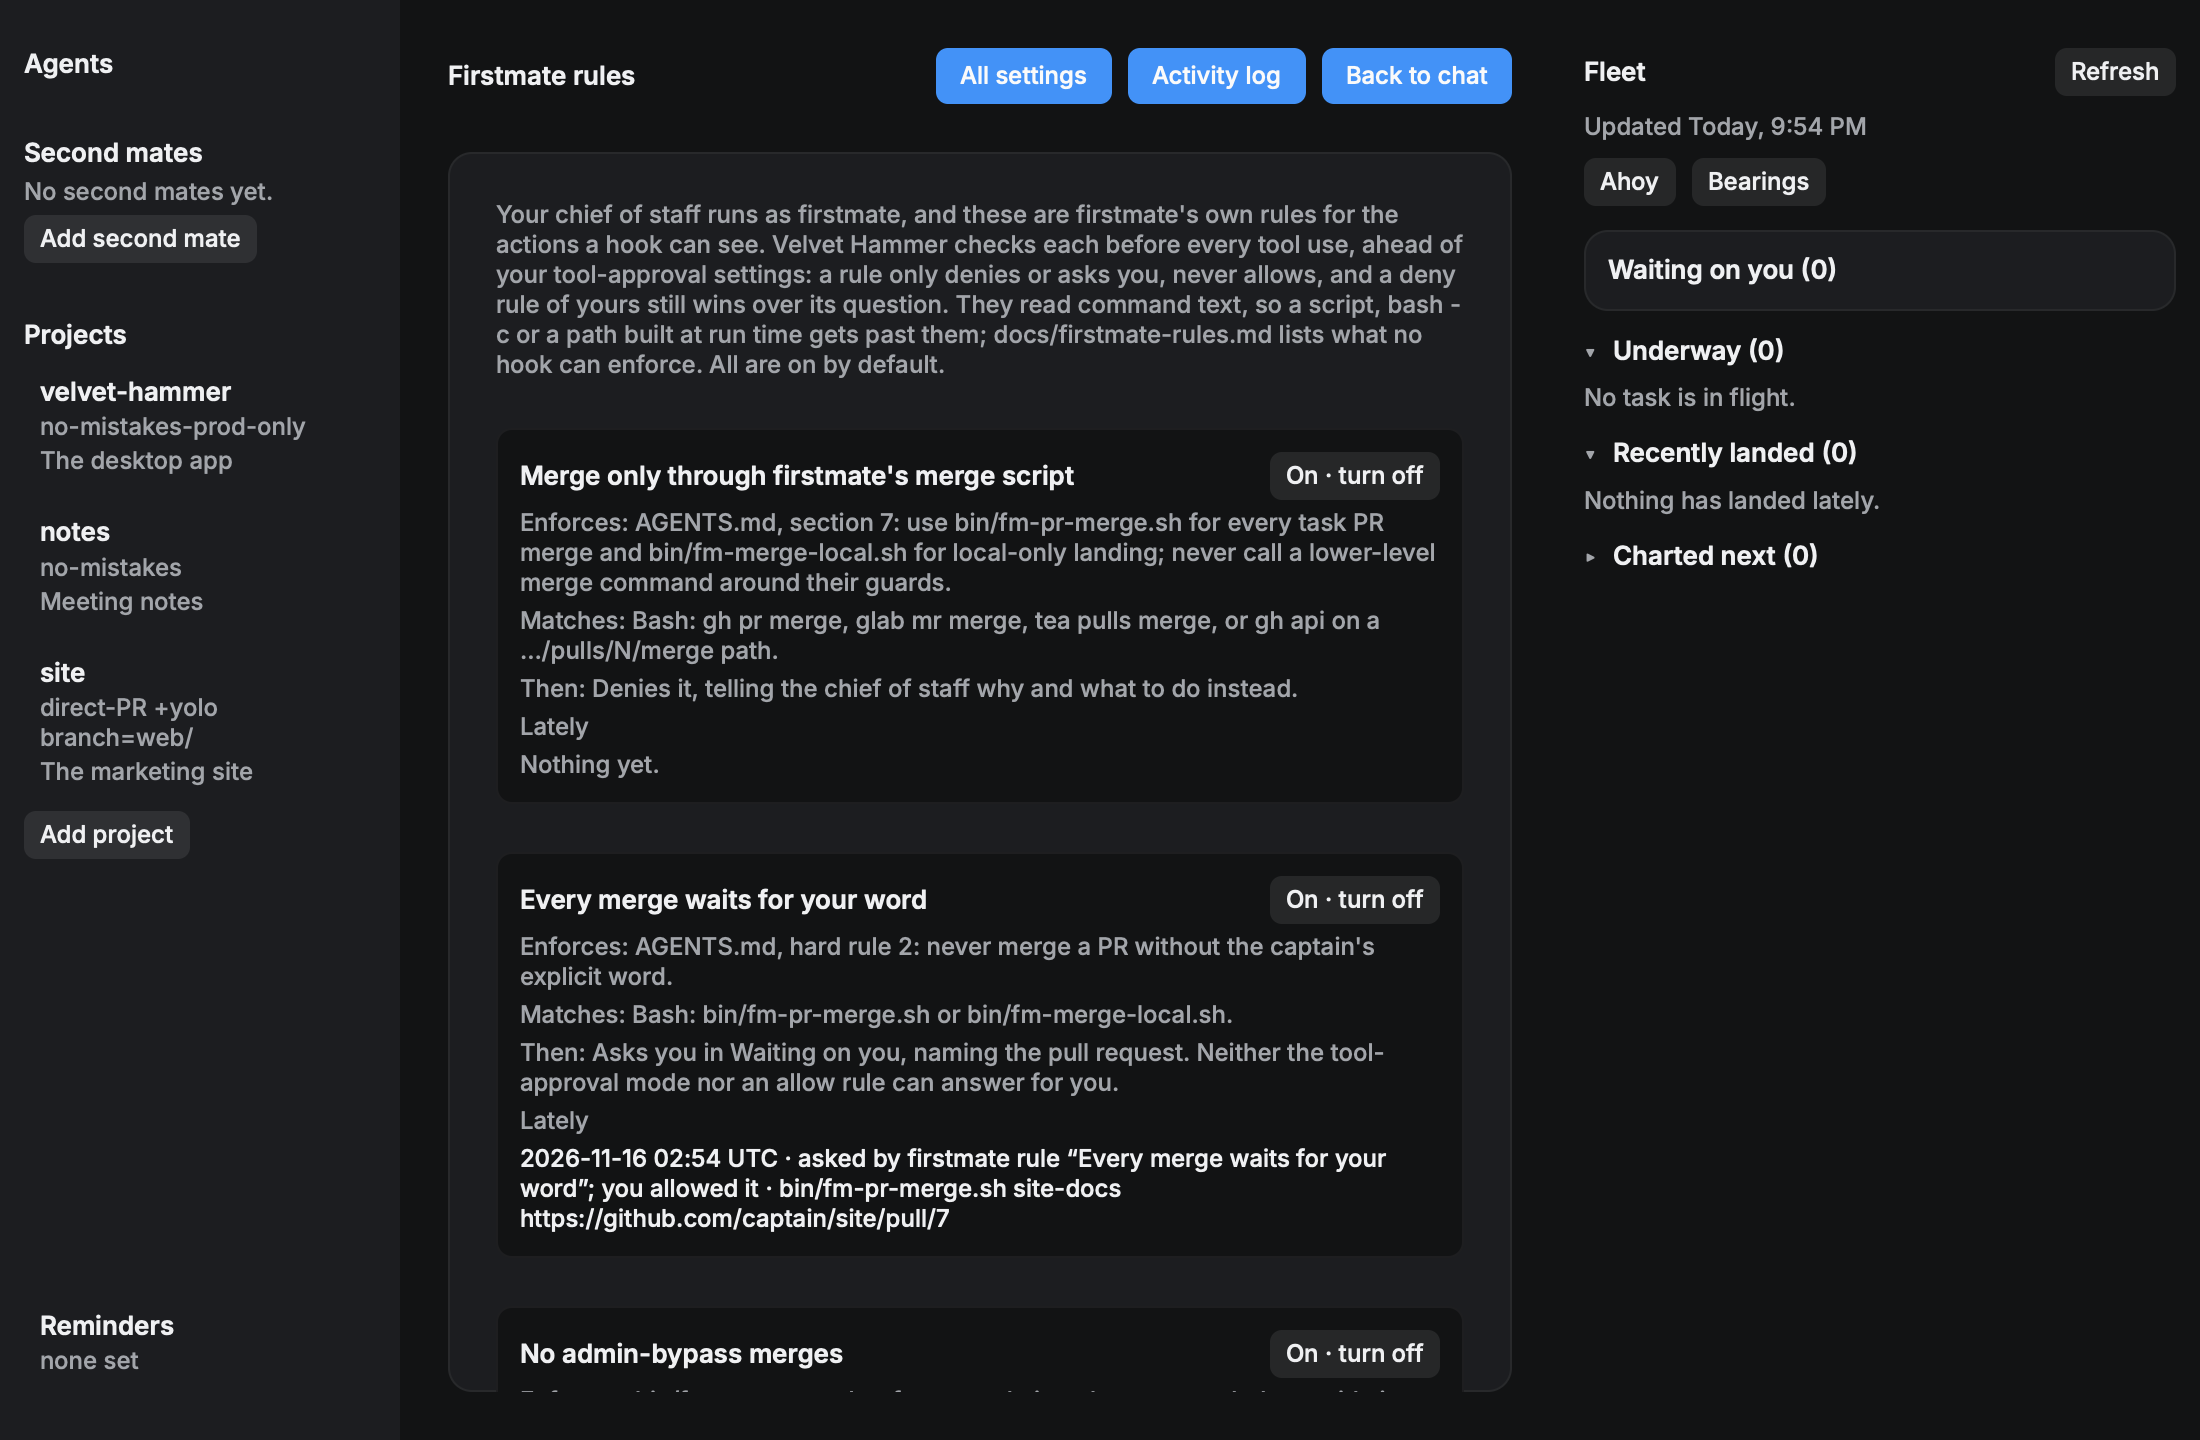 Agents
Second mates
No second mates yet.
Add second mate
Projects
velvet-hammer
no-mistakes-prod-only
The desktop app
notes
no-mistakes
Meeting notes
site
direct-PR +yolo
branch=web/
The marketing site
Add project
Reminders
none set
Firstmate rules
All settings
Activity log
Back to chat
Your chief of staff runs as firstmate, and these are firstmate's own rules for the
actions a hook can see. Velvet Hammer checks each before every tool use, ahead of
your tool-approval settings: a rule only denies or asks you, never allows, and a deny
rule of yours still wins over its question. They read command text, so a script, bash -
c or a path built at run time gets past them; docs/firstmate-rules.md lists what no
hook can enforce. All are on by default.
Merge only through firstmate's merge script
On · turn off
Enforces: AGENTS.md, section 7: use bin/fm-pr-merge.sh for every task PR
merge and bin/fm-merge-local.sh for local-only landing; never call a lower-level
merge command around their guards.
Matches: Bash: gh pr merge, glab mr merge, tea pulls merge, or gh api on a
…/pulls/N/merge path.
Then: Denies it, telling the chief of staff why and what to do instead.
Lately
Nothing yet.
Every merge waits for your word
On · turn off
Enforces: AGENTS.md, hard rule 2: never merge a PR without the captain's
explicit word.
Matches: Bash: bin/fm-pr-merge.sh or bin/fm-merge-local.sh.
Then: Asks you in Waiting on you, naming the pull request. Neither the tool-
approval mode nor an allow rule can answer for you.
Lately
2026-11-16 02:54 UTC · asked by firstmate rule “Every merge waits for your
word”; you allowed it · bin/fm-pr-merge.sh site-docs
https://github.com/captain/site/pull/7
No admin-bypass merges
On · turn off
Fleet
Refresh
Updated Today, 9:54 PM
Ahoy
Bearings
Waiting on you (0)
Underway (0)
No task is in flight.
Recently landed (0)
Nothing has landed lately.
Charted next (0)